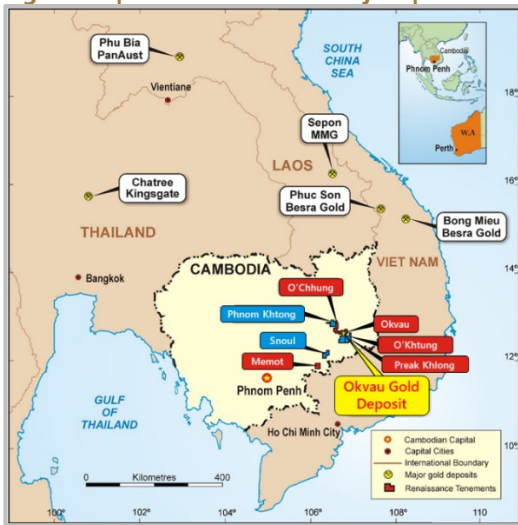 Phu Bia
PanAust
Vientiane
SOUTH
CHINA
SEA
Cambodia
Phnom Penh
W.A
Perth
18°
Sepon
MMG
LAOS
16°
Chatree
Kingsgate
Phuc Son
Besra Gold
Bong Mieu
Besra Gold
THAILAND
VIET NAM
14°
CAMBODIA
Bangkok
O'Chhung
Phnom Khtong
Okvau
Snoul
O'Khtung
Memot
Preak Khlong
12°
Phnom Penh
Okvau Gold
Deposit
GULF
OF
THAILAND
Ho Chi Minh City
Cambodian Capital
Capital Cities
International Boundary
Major gold deposits
Renaissance Tenements
0 Kilometres 400
100° 102° 104° 106° 108° 110